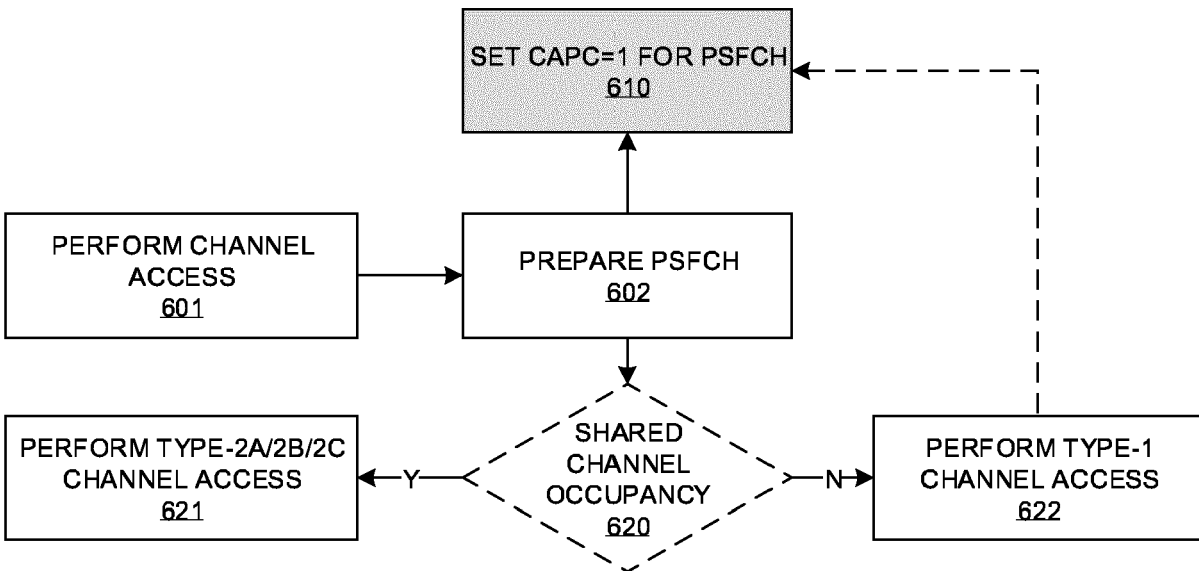 SET CAPC=1 FOR PSFCH
610
PERFORM CHANNEL
ACCESS
601
PREPARE PSFCH
602
PERFORM TYPE-2A/2B/2C
CHANNEL ACCESS
621
Y
SHARED
CHANNEL
OCCUPANCY
620
N
PERFORM TYPE-1
CHANNEL ACCESS
622